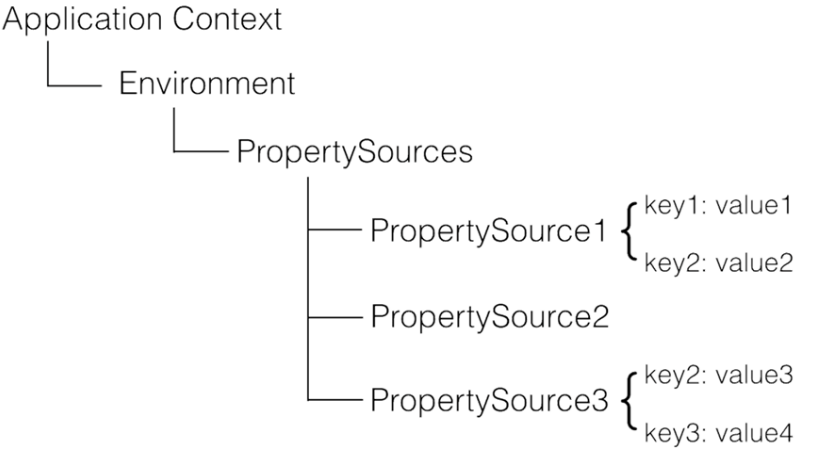 Application Context
Environment
PropertySources
PropertySource1
key1: value1
key2: value2
PropertySource2
PropertySource3
key2: value3
key3: value4